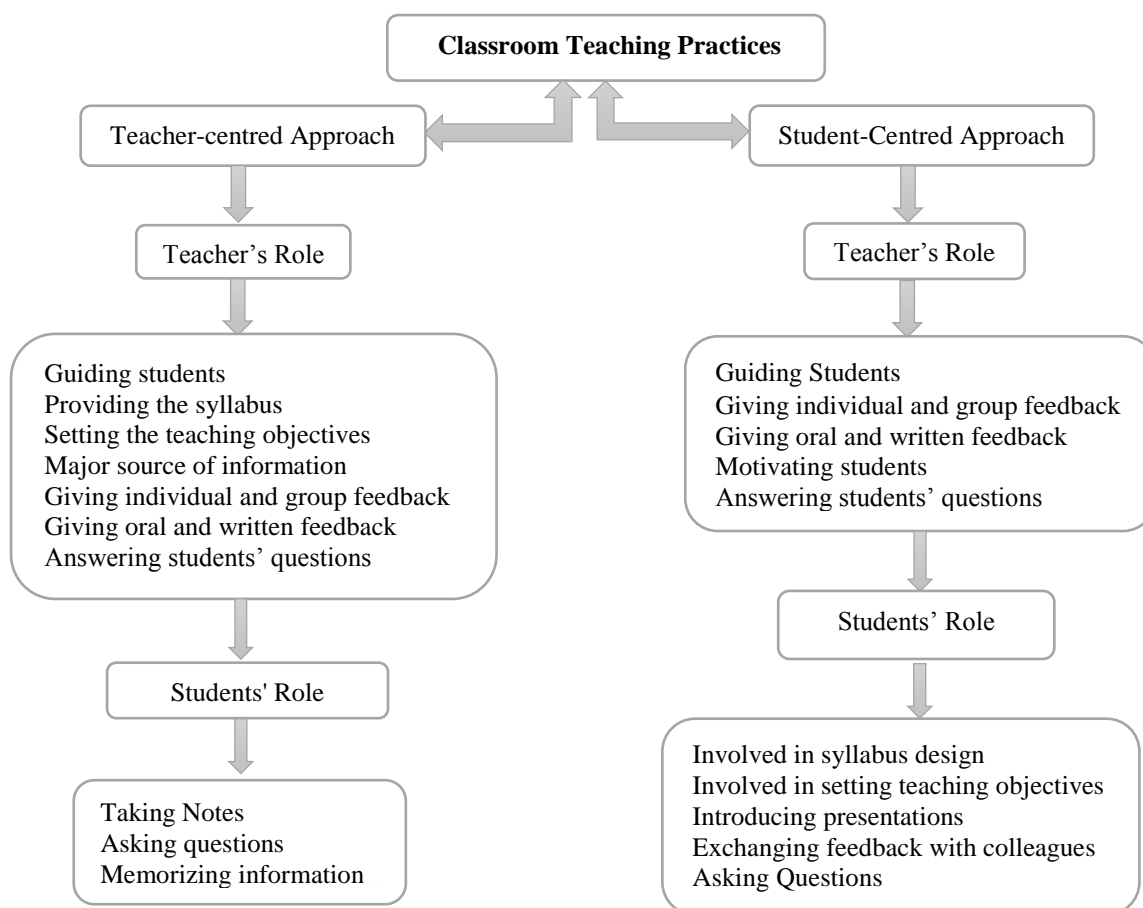 Classroom Teaching Practices
Teacher-centred Approach
Student-Centred Approach
Teacher’s Role
Teacher’s Role
Guiding students
Providing the syllabus
Setting the teaching objectives
Major source of information
Giving individual and group feedback
Giving oral and written feedback
Answering students’ questions
Guiding Students
Giving individual and group feedback
Giving oral and written feedback
Motivating students
Answering students’ questions
Students' Role
Students’ Role
Taking Notes
Asking questions
Memorizing information
Involved in syllabus design
Involved in setting teaching objectives
Introducing presentations
Exchanging feedback with colleagues
Asking Questions